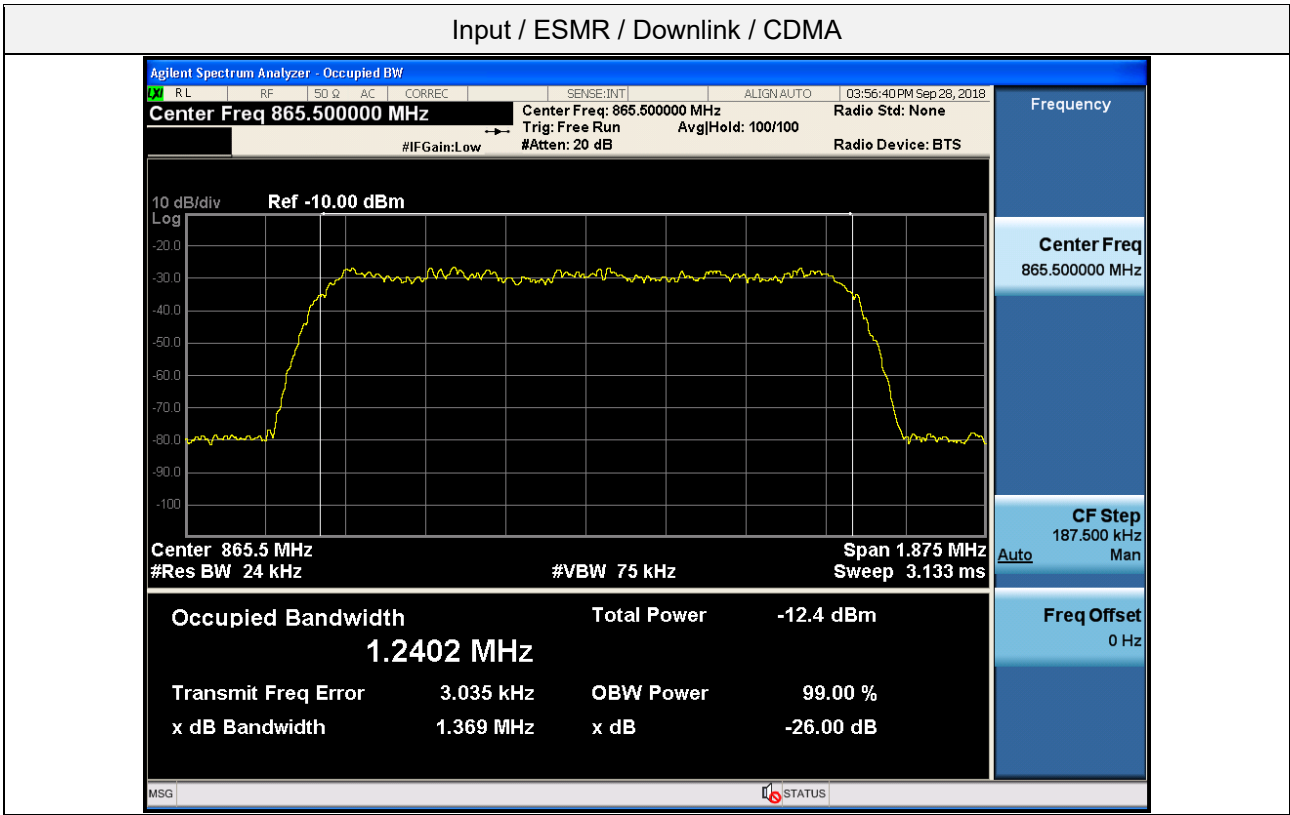 Input / ESMR / Downlink / CDMA
Agilent Spectrum Analyzer - Occupied BW
LXI RL RF 50 Ω AC CORREC SENSE:INT ALIGN AUTO 03:56:40 PM Sep 28, 2018
Center Freq 865.500000 MHz
Center Freq: 865.500000 MHz
Radio Std: None
Trig: Free Run Avg|Hold: 100/100
#IFGain:Low
#Atten: 20 dB
Radio Device: BTS
10 dB/div Ref -10.00 dBm
Log
-20.0
-30.0
-40.0
-50.0
-60.0
-70.0
-80.0
-90.0
-100
Center 865.5 MHz Span 1.875 MHz
#Res BW 24 kHz #VBW 75 kHz Sweep 3.133 ms
Occupied Bandwidth Total Power -12.4 dBm
1.2402 MHz
Transmit Freq Error 3.035 kHz OBW Power 99.00 %
x dB Bandwidth 1.369 MHz x dB -26.00 dB
MSG STATUS
Frequency
Center Freq
865.500000 MHz
CF Step
187.500 kHz
Auto Man
Freq Offset
0 Hz